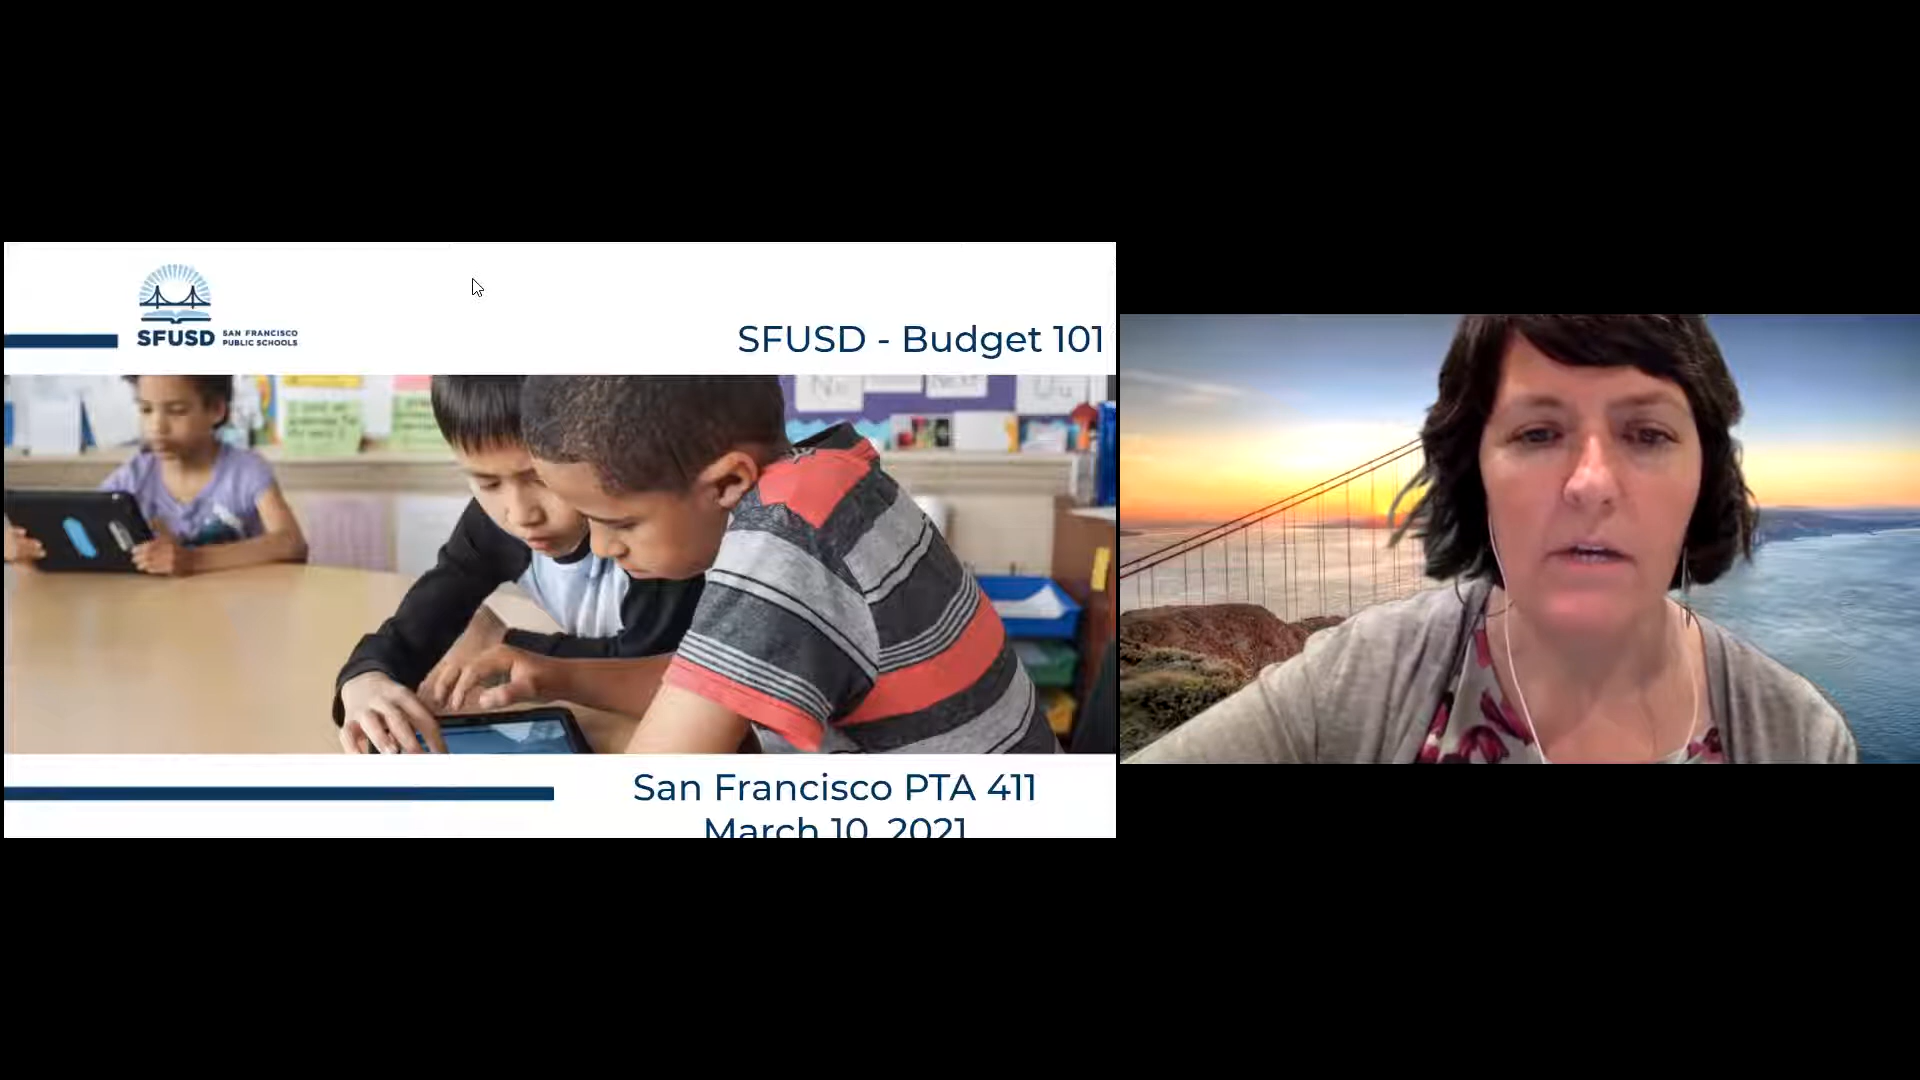 SFUSD
SAN FRANCISCO
PUBLIC SCHOOLS
SFUSD - Budget 101
San Francisco PTA 411
March 10, 2021